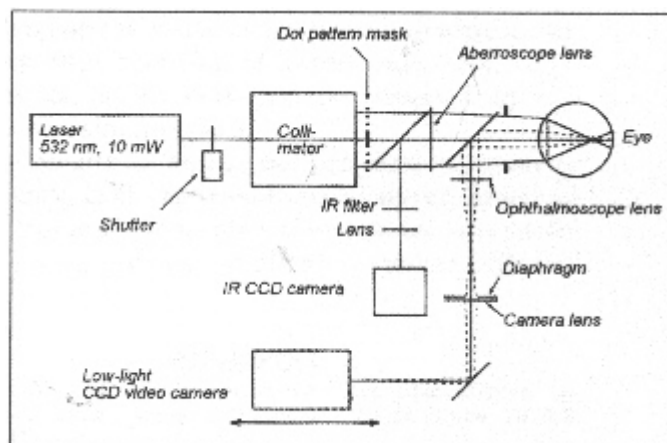 Dot pattern mask
Aberroscope lens
Laser
532 nm, 10 mW
Colli-
mator
Eye
Shutter
IR filter
Lens
Ophthalmoscope lens
IR CCD camera
Diaphragm
Camera lens
Low-light
CCD video camera